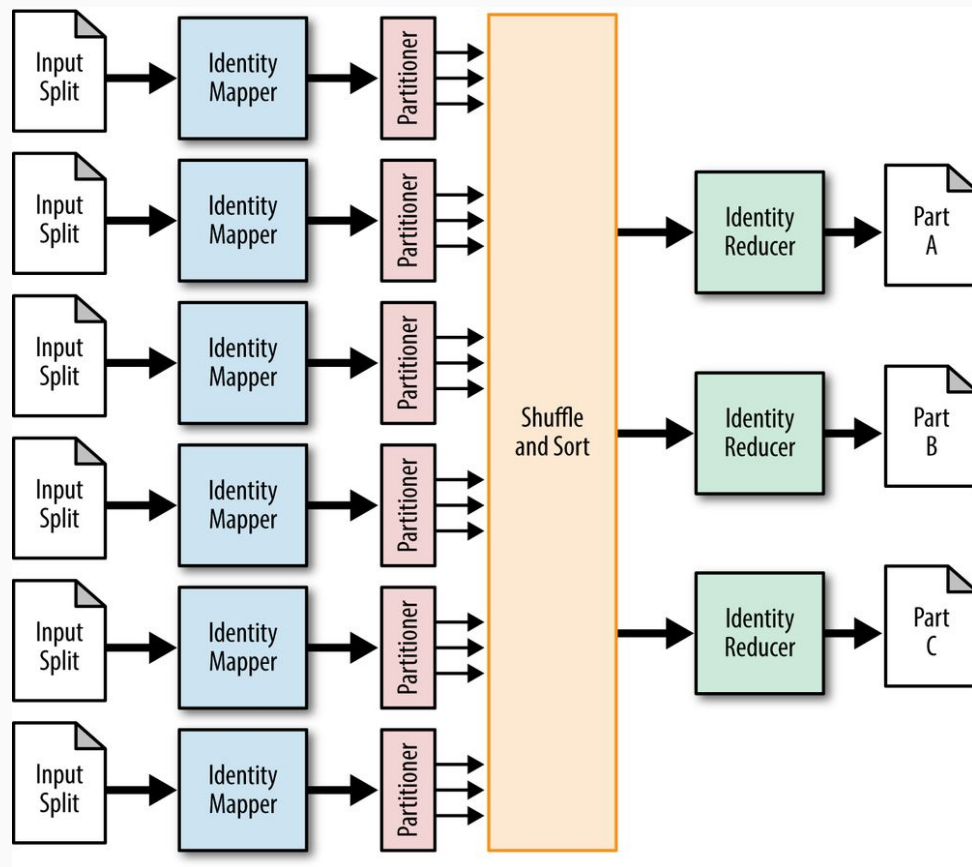 Input
Split
Identity
Mapper
Partitioner
Input
Split
Identity
Mapper
Partitioner
Input
Split
Identity
Mapper
Partitioner
Input
Split
Identity
Mapper
Partitioner
Input
Split
Identity
Mapper
Partitioner
Input
Split
Identity
Mapper
Partitioner
Shuffle
and Sort
Identity
Reducer
Part
A
Identity
Reducer
Part
B
Identity
Reducer
Part
C